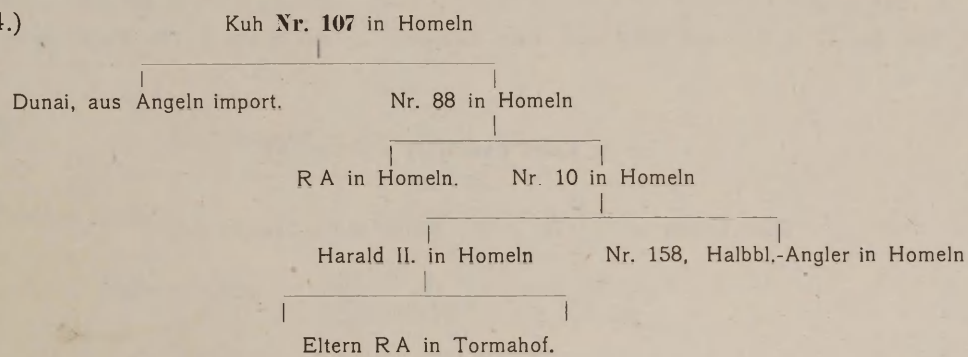 4.) Kuh Nr. 107 in Homeln
Dunai, aus Angeln import. Nr. 88 in Homeln
R A in Homeln. Nr. 10 in Homeln
Harald II. in Homeln Nr. 158, Halbbl.-Angler in Homeln
Eltern R A in Tormahof.